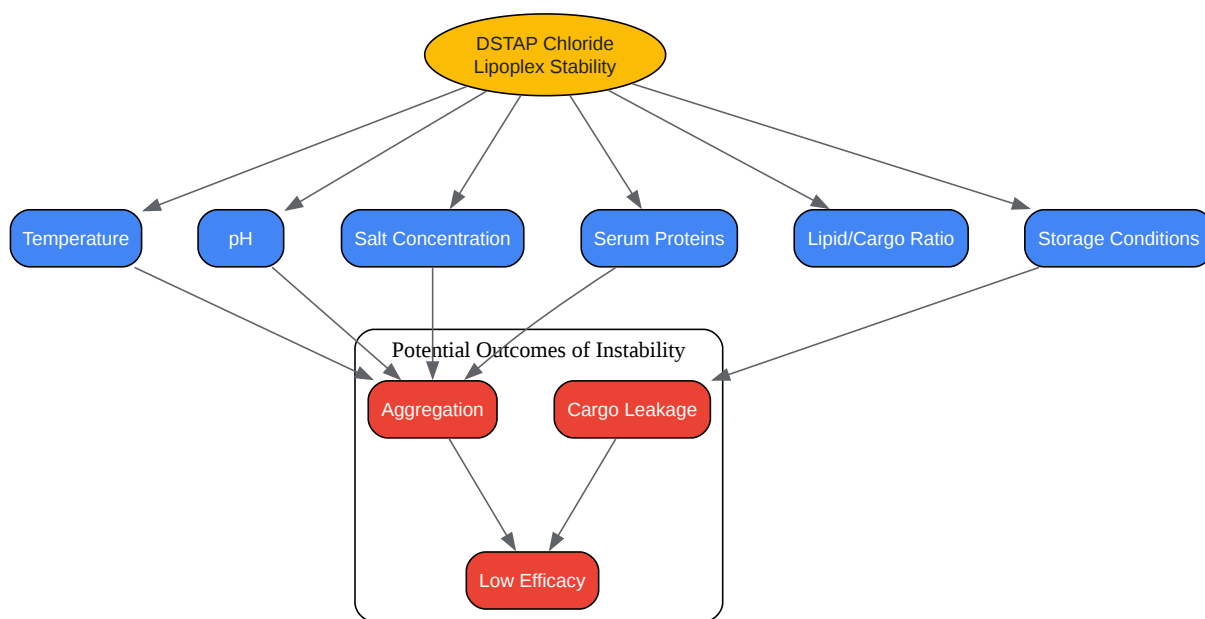 DSTAP Chloride
Lipoplex Stability
Temperature
pH
Salt Concentration
Serum Proteins
Lipid/Cargo Ratio
Storage Conditions
Potential Outcomes of Instability
Aggregation
Cargo Leakage
Low Efficacy